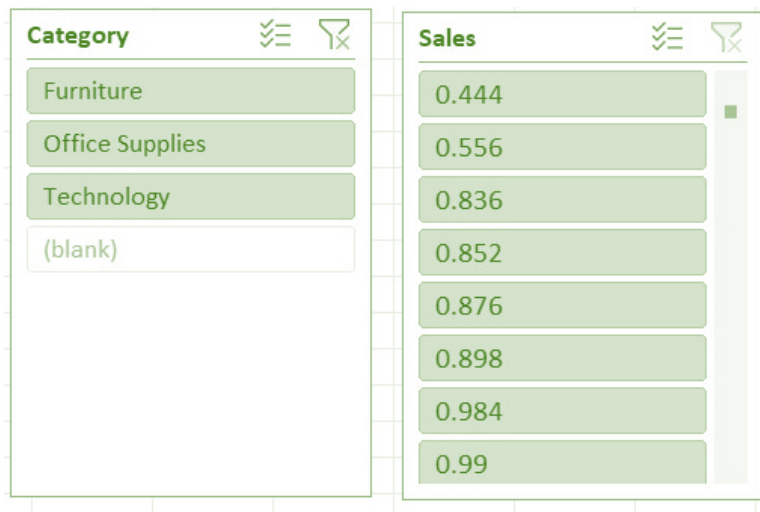 Category
Furniture
Office Supplies
Technology
(blank)
Sales
0.444
0.556
0.836
0.852
0.876
0.898
0.984
0.99